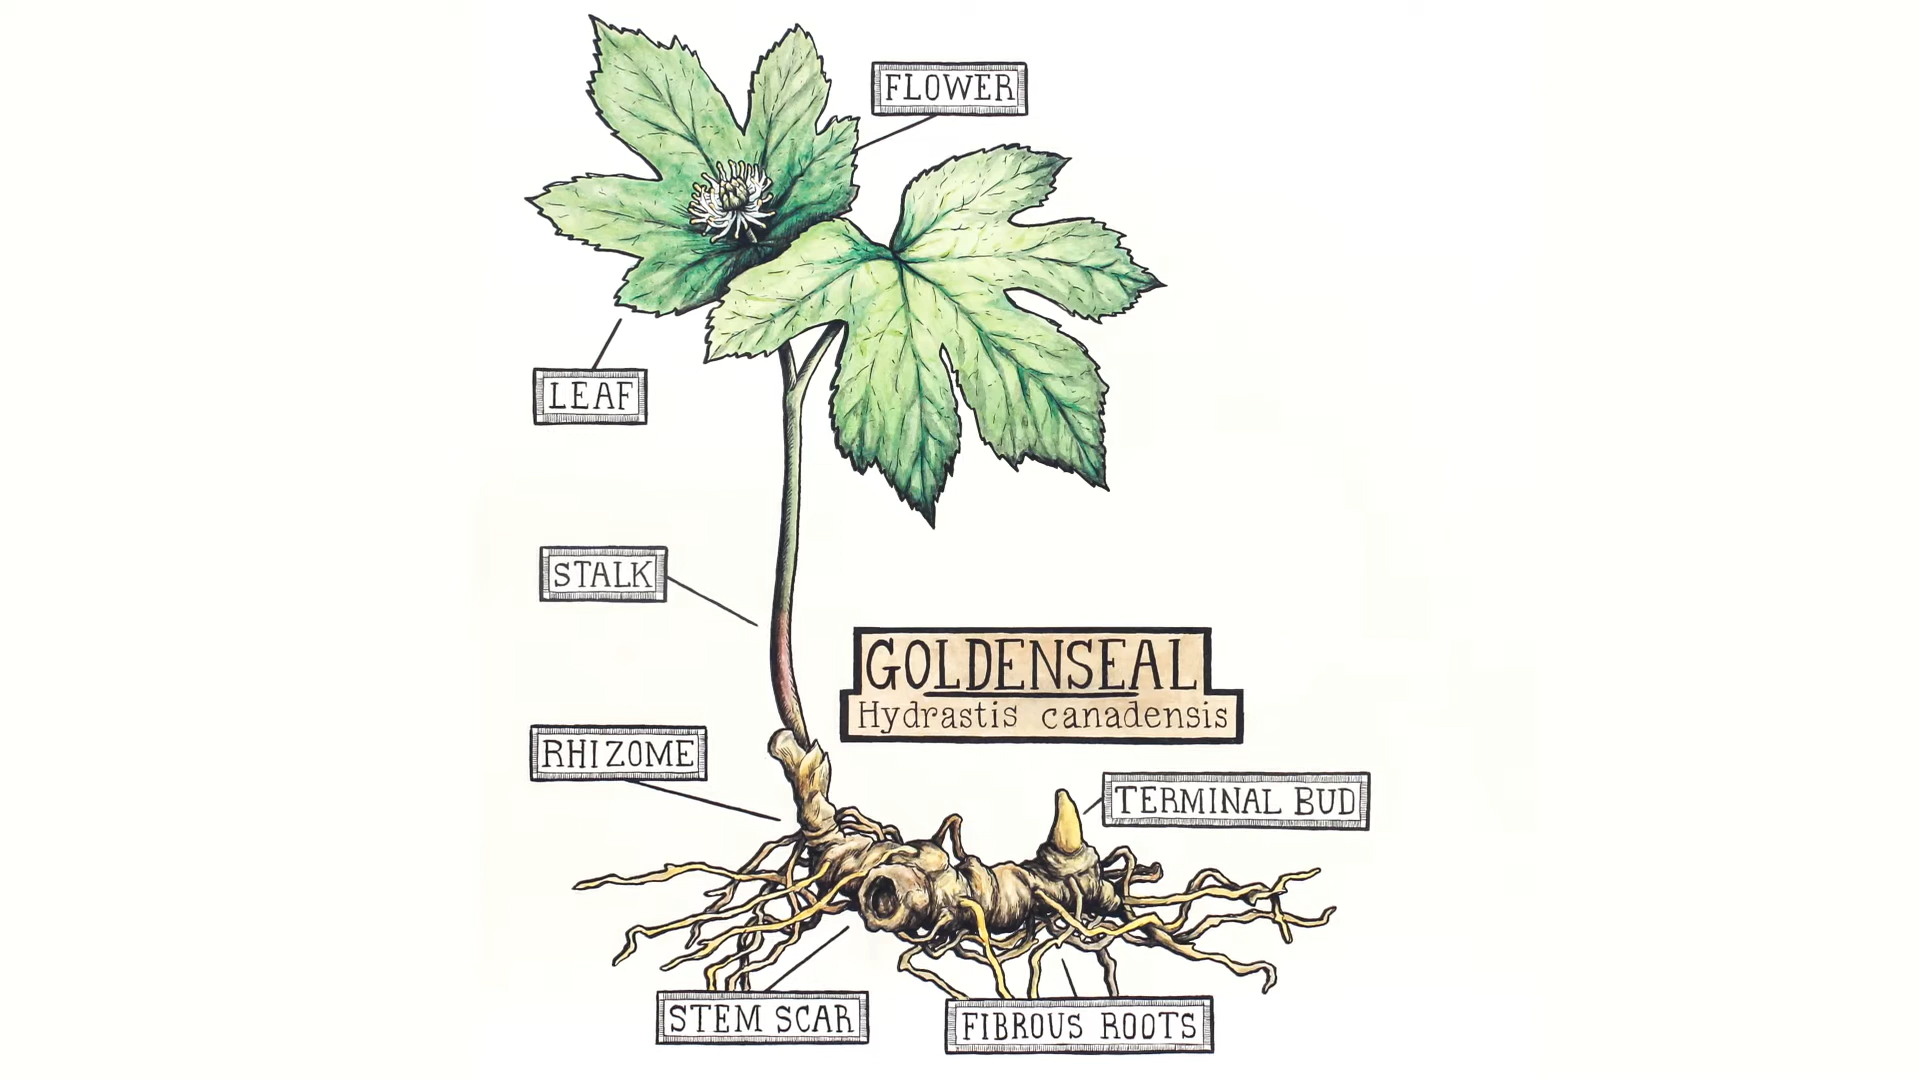 FLOWER
LEAF
STALK
GOLDENSEAL
Hydrastis canadensis
RHIZOME
TERMINAL BUD
STEM SCAR
FIBROUS ROOTS